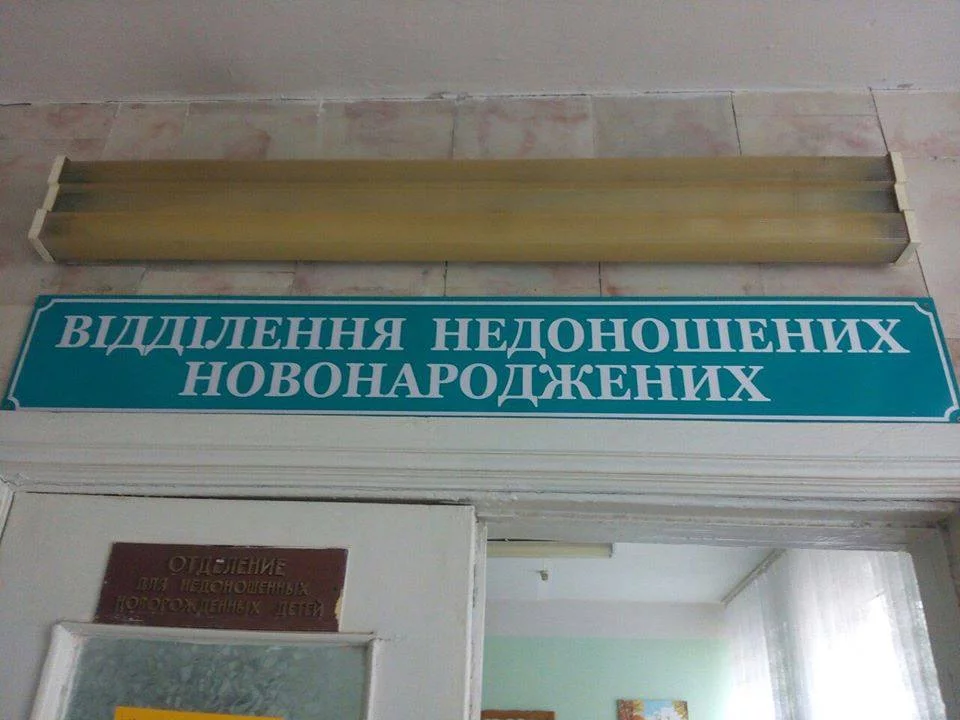 ВІДДІЛЕННЯ НЕДОНОШЕНИХ
НОВОНАРОДЖЕНИХ
ОТДЕЛЕНИЕ
ДЛЯ НЕДОНОШЕННЫХ
НОВОРОЖДЕННЫХ ДЕТЕЙ